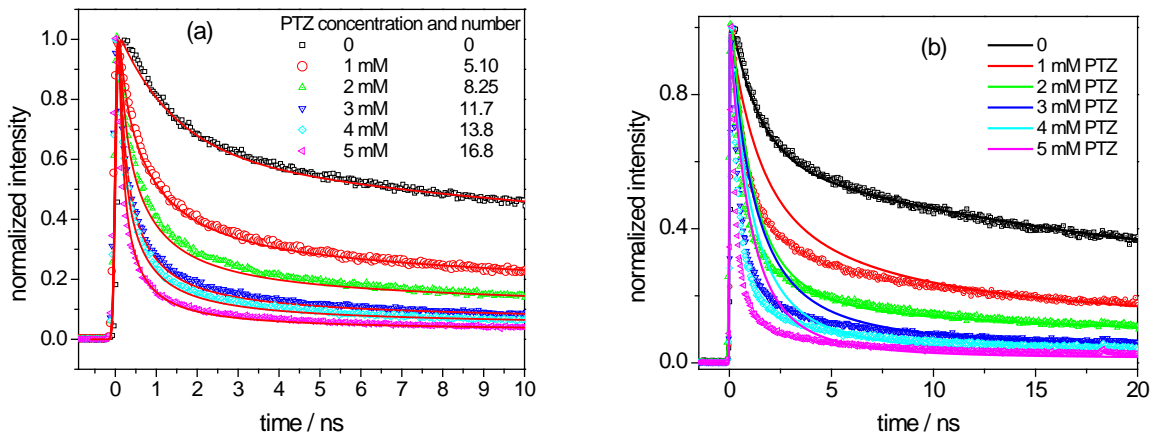 (a)
PTZ concentration and number
0 0
1 mM 5.10
2 mM 8.25
3 mM 11.7
4 mM 13.8
5 mM 16.8
normalized intensity
1.0
0.8
0.6
0.4
0.2
0.0
0 1 2 3 4 5 6 7 8 9 10
time / ns
(b)
0
1 mM PTZ
2 mM PTZ
3 mM PTZ
4 mM PTZ
5 mM PTZ
normalized intensity
0.8
0.4
0.0
0 5 10 15 20
time / ns